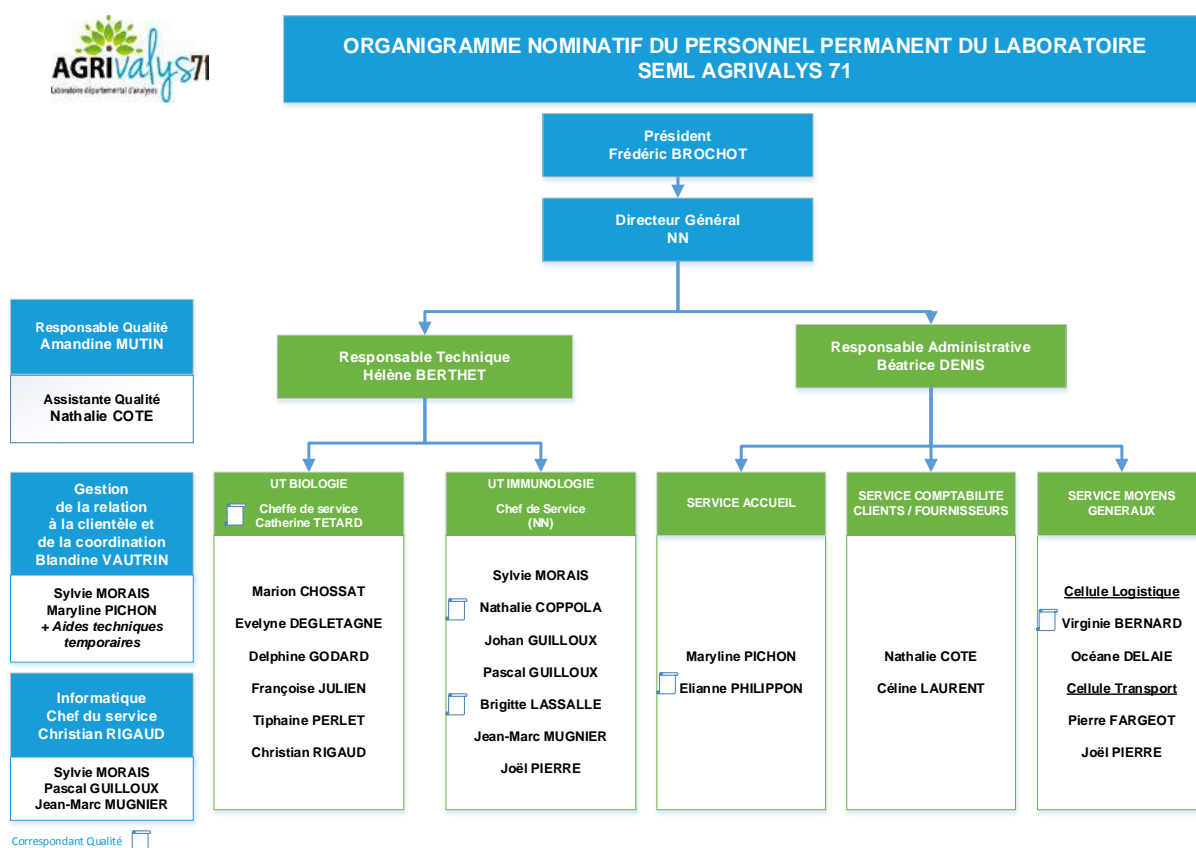 AGRIvalys71
Laboratoire départemental d'analyses
ORGANIGRAMME NOMINATIF DU PERSONNEL PERMANENT DU LABORATOIRE
SEML AGRIVALYS 71
Président
Frédéric BROCHOT
Directeur Général
NN
Responsable Qualité
Amandine MUTIN
Assistante Qualité
Nathalie COTE
Responsable Technique
Hélène BERTHET
Responsable Administrative
Béatrice DENIS
Gestion
de la relation
à la clientèle et
de la coordination
Blandine VAUTRIN
Sylvie MORAIS
Maryline PICHON
+ Aides techniques
temporaires
Informatique
Chef du service
Christian RIGAUD
Sylvie MORAIS
Pascal GUILLOUX
Jean-Marc MUGNIER
UT BIOLOGIE
Cheffe de service
Catherine TETARD
Marion CHOSSAT
Evelyne DEGLETAGNE
Delphine GODARD
Françoise JULIEN
Tiphaine PERLET
Christian RIGAUD
UT IMMUNOLOGIE
Chef de Service
(NN)
Sylvie MORAIS
Nathalie COPPOLA
Johan GUILLOUX
Pascal GUILLOUX
Brigitte LASSALLE
Jean-Marc MUGNIER
Joël PIERRE
SERVICE ACCUEIL
Maryline PICHON
Elianne PHILIPPON
SERVICE COMPTABILITE
CLIENTS / FOURNISSEURS
Nathalie COTE
Céline LAURENT
SERVICE MOYENS
GENERAUX
Cellule Logistique
Virginie BERNARD
Océane DELAIE
Cellule Transport
Pierre FARGEOT
Joël PIERRE
Correspondant Qualité